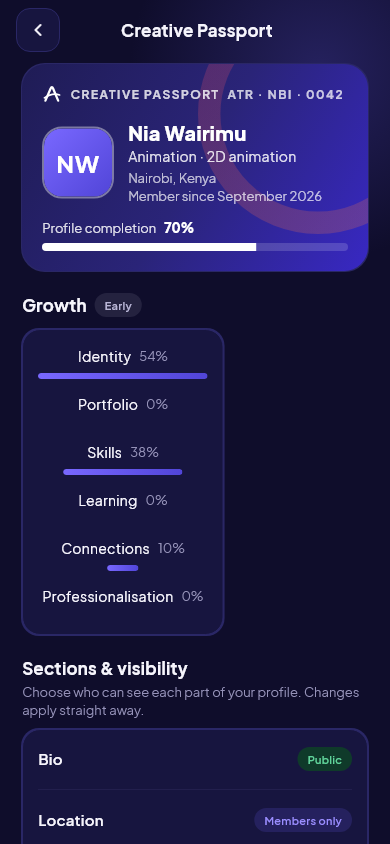 Creative Passport
CREATIVE PASSPORT ATR · NBI · 0042
NW
Nia Wairimu
Animation · 2D animation
Nairobi, Kenya
Member since September 2026
Profile completion 70%
Growth Early
Identity 54%
Portfolio 0%
Skills 38%
Learning 0%
Connections 10%
Professionalisation 0%
Sections & visibility
Choose who can see each part of your profile. Changes
apply straight away.
Bio Public
Location Members only